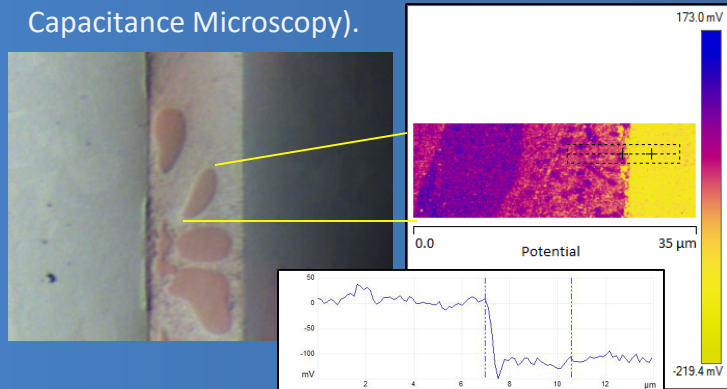 Capacitance Microscopy).
173.0 mV
0.0
Potential
35 µm
-219.4 mV
50
0
-50
-100
mV
2
4
6
8
10
12
µm